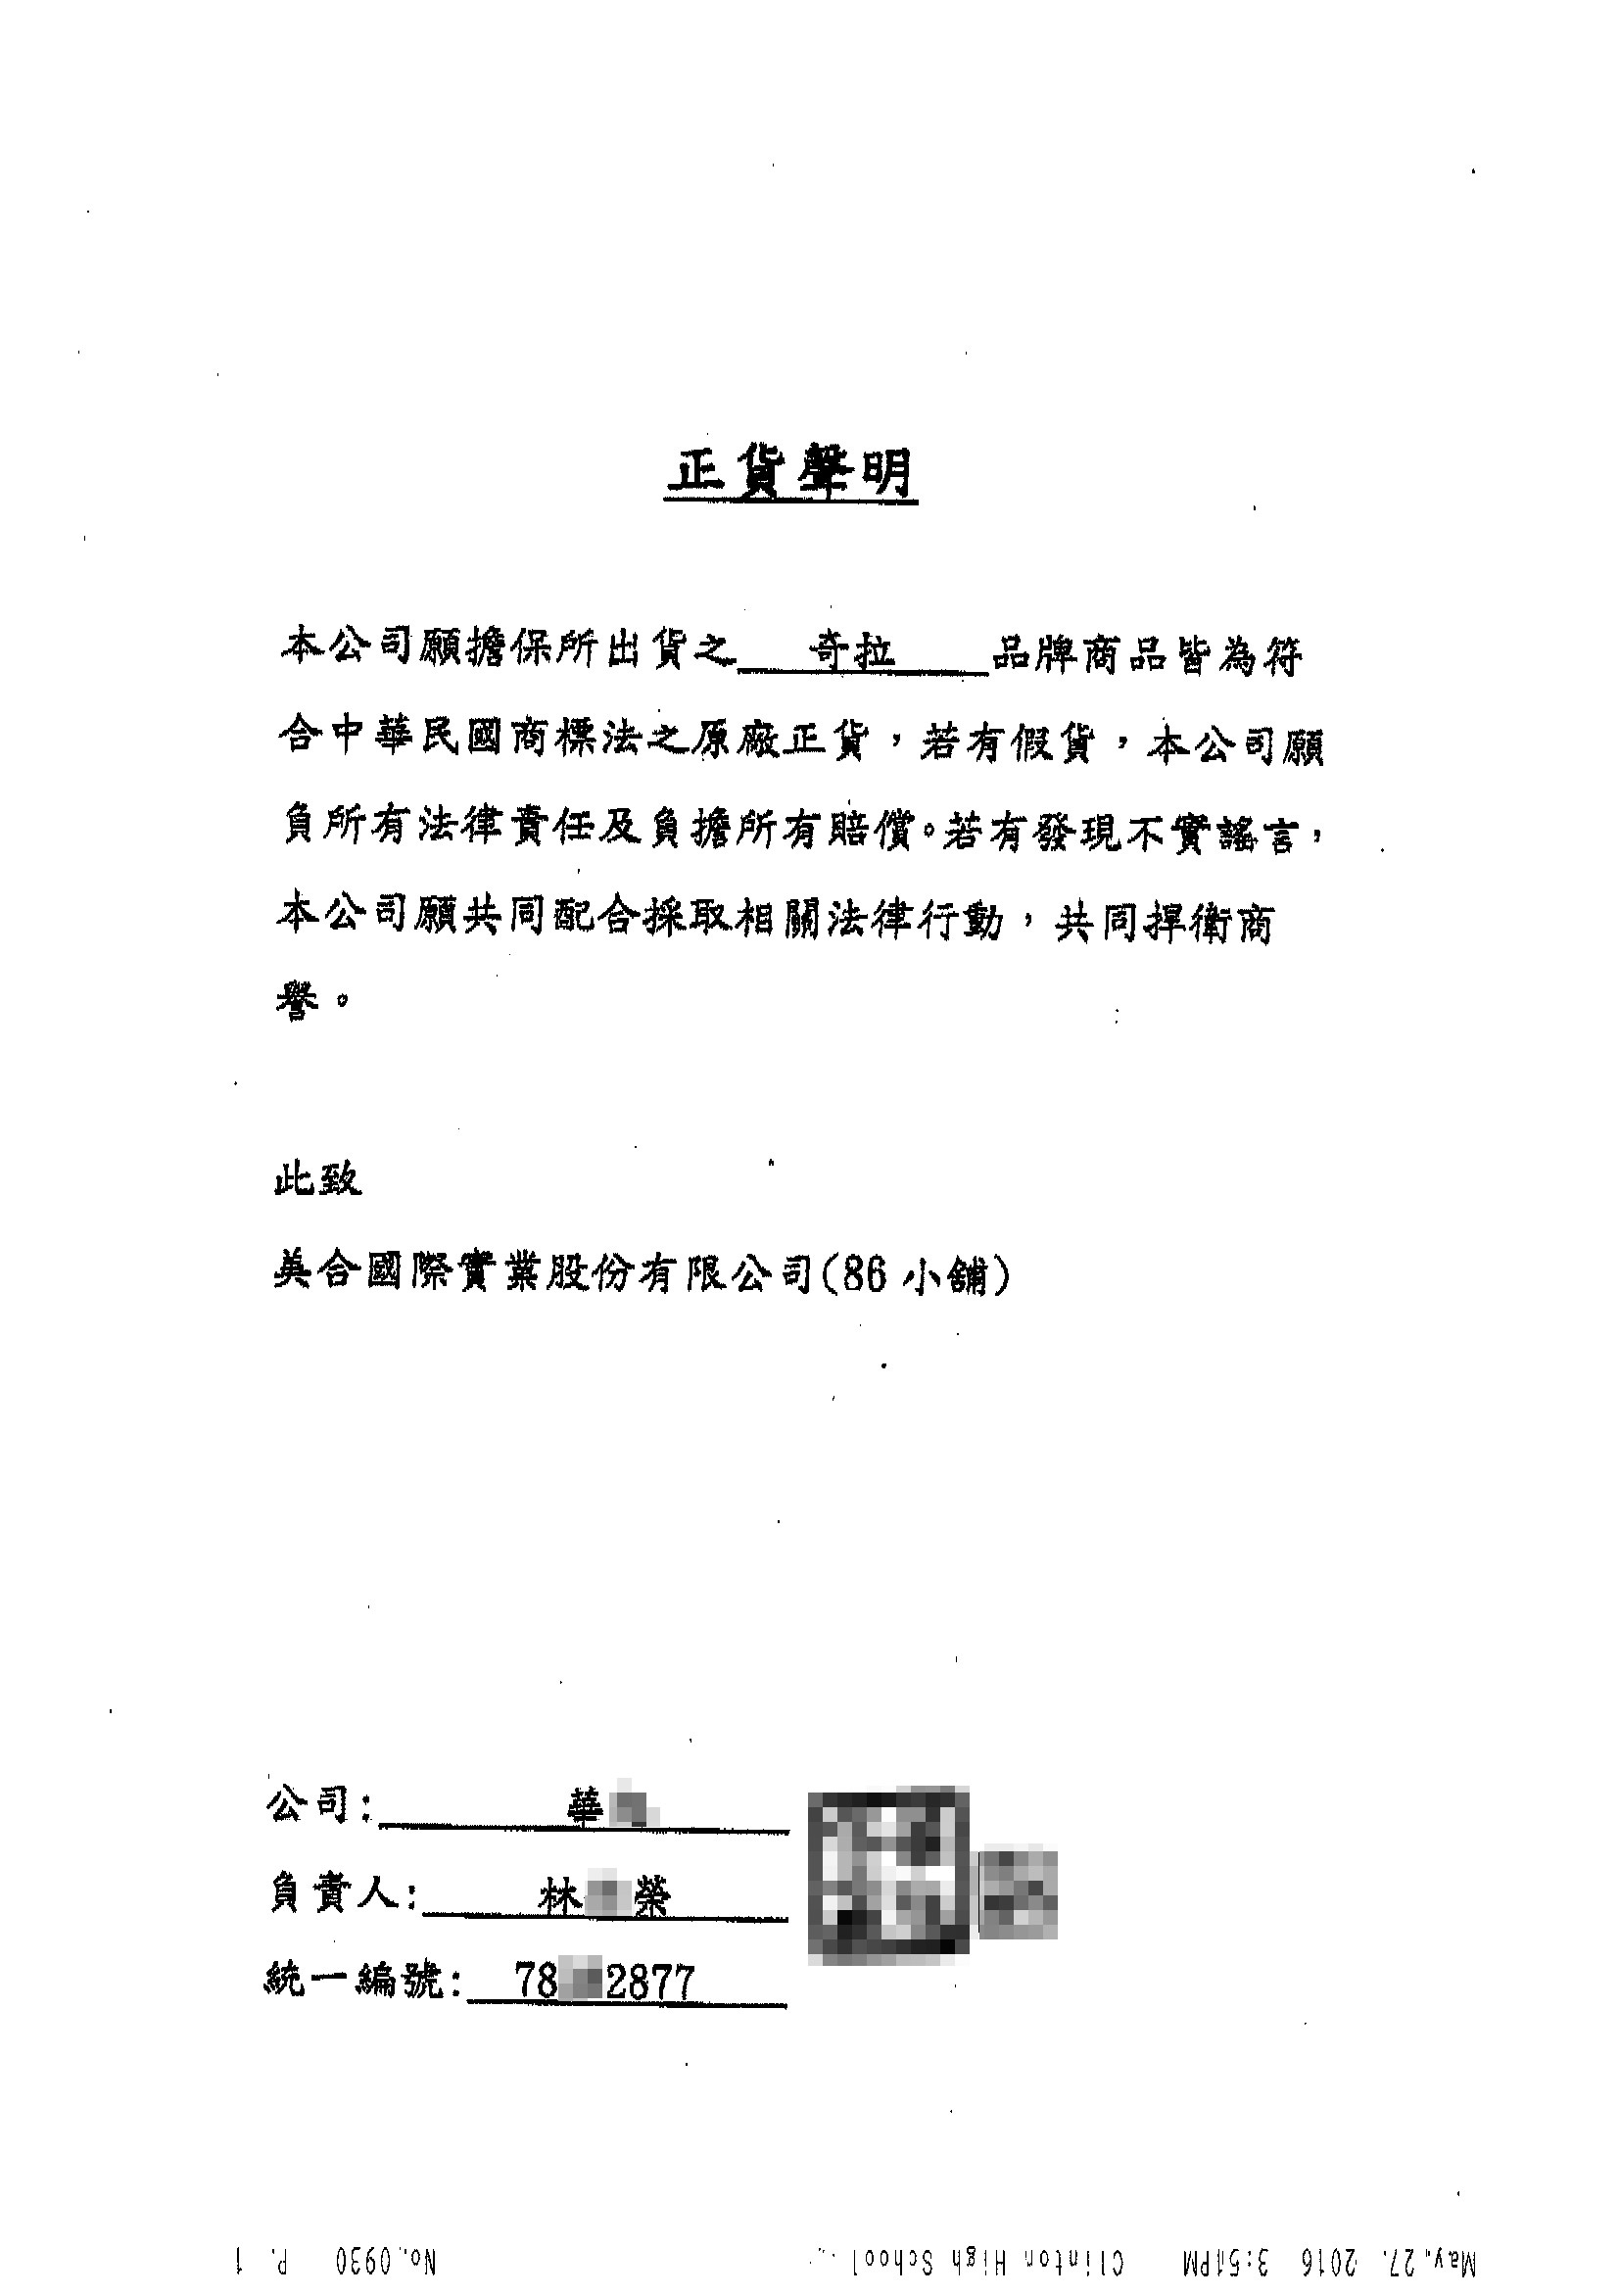 正貨聲明
本公司願擔保所出貨之 奇拉 品牌商品皆為符
合中華民國商標法之原廠正貨，若有假貨，本公司願
負所有法律責任及負擔所有賠償。若有發現不實謠言，
本公司願共同配合採取相關法律行動，共同捍衛商
譽。
此致
美合國際實業股份有限公司(86 小舖)
公司: 華
負責人: 林 榮
統一編號: 78 2877
May. 27. 2016 3:51PM Clinton High School No. 0930 P. 1